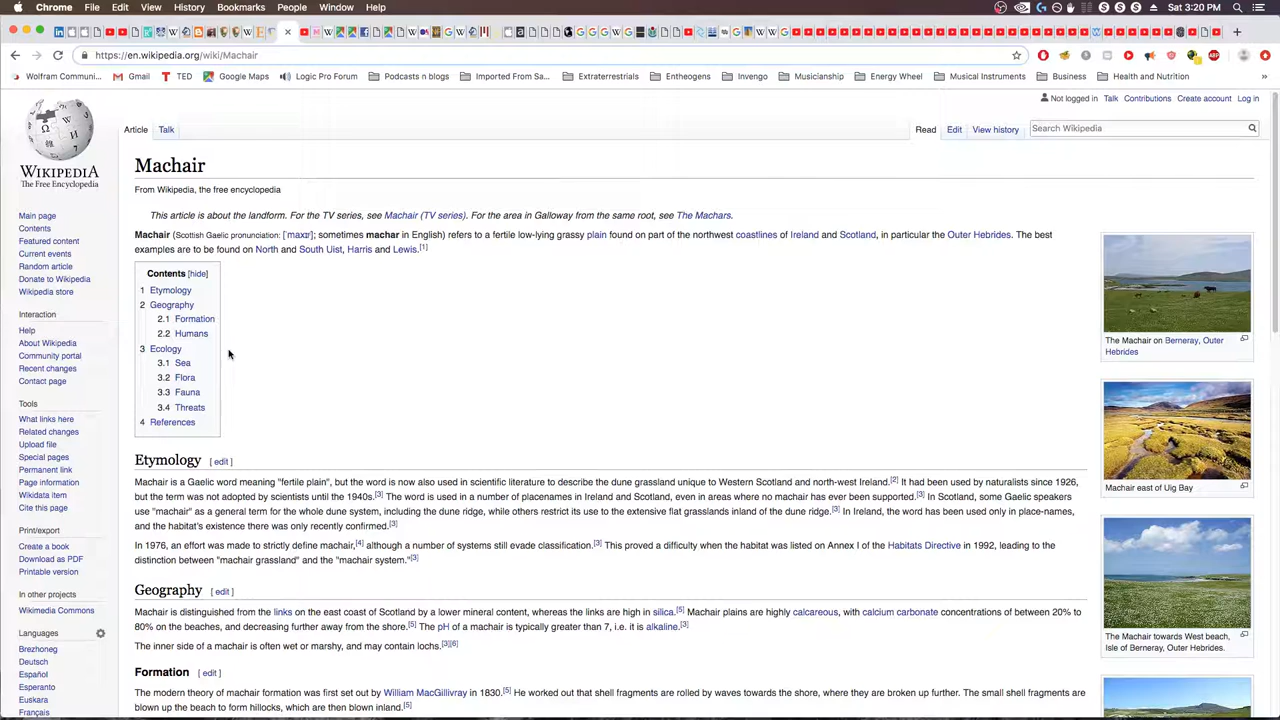 Chrome File Edit View History Bookmarks People Window Help
Sat 3:20 PM
https://en.wikipedia.org/wiki/Machair
Wolfram Communi... Gmail TED Google Maps Logic Pro Forum Podcasts n blogs Imported From Sa... Extraterrestrials Entheogens Invengo Musicianship Energy Wheel Musical Instruments Business Health and Nutrition »
Not logged in Talk Contributions Create account Log in
Article Talk Read Edit View history Search Wikipedia
WIKIPEDIA
The Free Encyclopedia
Main page
Contents
Featured content
Current events
Random article
Donate to Wikipedia
Wikipedia store
Interaction
Help
About Wikipedia
Community portal
Recent changes
Contact page
Tools
What links here
Related changes
Upload file
Special pages
Permanent link
Page information
Wikidata item
Cite this page
Print/export
Create a book
Download as PDF
Printable version
In other projects
Wikimedia Commons
Languages
Brezhoneg
Deutsch
Español
Esperanto
Euskara
Français
Machair
From Wikipedia, the free encyclopedia
This article is about the landform. For the TV series, see Machair (TV series). For the area in Galloway from the same root, see The Machars.
Machair (Scottish Gaelic pronunciation: [ˈmaxɪɾʲ]; sometimes machar in English) refers to a fertile low-lying grassy plain found on part of the northwest coastlines of Ireland and Scotland, in particular the Outer Hebrides. The best
examples are to be found on North and South Uist, Harris and Lewis.[1]
Contents [hide]
1 Etymology
2 Geography
2.1 Formation
2.2 Humans
3 Ecology
3.1 Sea
3.2 Flora
3.3 Fauna
3.4 Threats
4 References
Etymology [ edit ]
Machair is a Gaelic word meaning "fertile plain", but the word is now also used in scientific literature to describe the dune grassland unique to Western Scotland and north-west Ireland.[2] It had been used by naturalists since 1926,
but the term was not adopted by scientists until the 1940s.[3] The word is used in a number of placenames in Ireland and Scotland, even in areas where no machair has ever been supported.[3] In Scotland, some Gaelic speakers
use "machair" as a general term for the whole dune system, including the dune ridge, while others restrict its use to the extensive flat grasslands inland of the dune ridge.[3] In Ireland, the word has been used only in place-names,
and the habitat's existence there was only recently confirmed.[3]
In 1976, an effort was made to strictly define machair,[4] although a number of systems still evade classification.[3] This proved a difficulty when the habitat was listed on Annex I of the Habitats Directive in 1992, leading to the
distinction between "machair grassland" and the "machair system."[3]
Geography [ edit ]
Machair is distinguished from the links on the east coast of Scotland by a lower mineral content, whereas the links are high in silica.[5] Machair plains are highly calcareous, with calcium carbonate concentrations of between 20% to
80% on the beaches, and decreasing further away from the shore.[5] The pH of a machair is typically greater than 7, i.e. it is alkaline.[3]
The inner side of a machair is often wet or marshy, and may contain lochs.[3][6]
Formation [ edit ]
The modern theory of machair formation was first set out by William MacGillivray in 1830.[5] He worked out that shell fragments are rolled by waves towards the shore, where they are broken up further. The small shell fragments are
blown up the beach to form hillocks, which are then blown inland.[5]
The Machair on Berneray, Outer
Hebrides
Machair east of Uig Bay
The Machair towards West beach,
Isle of Berneray, Outer Hebrides.